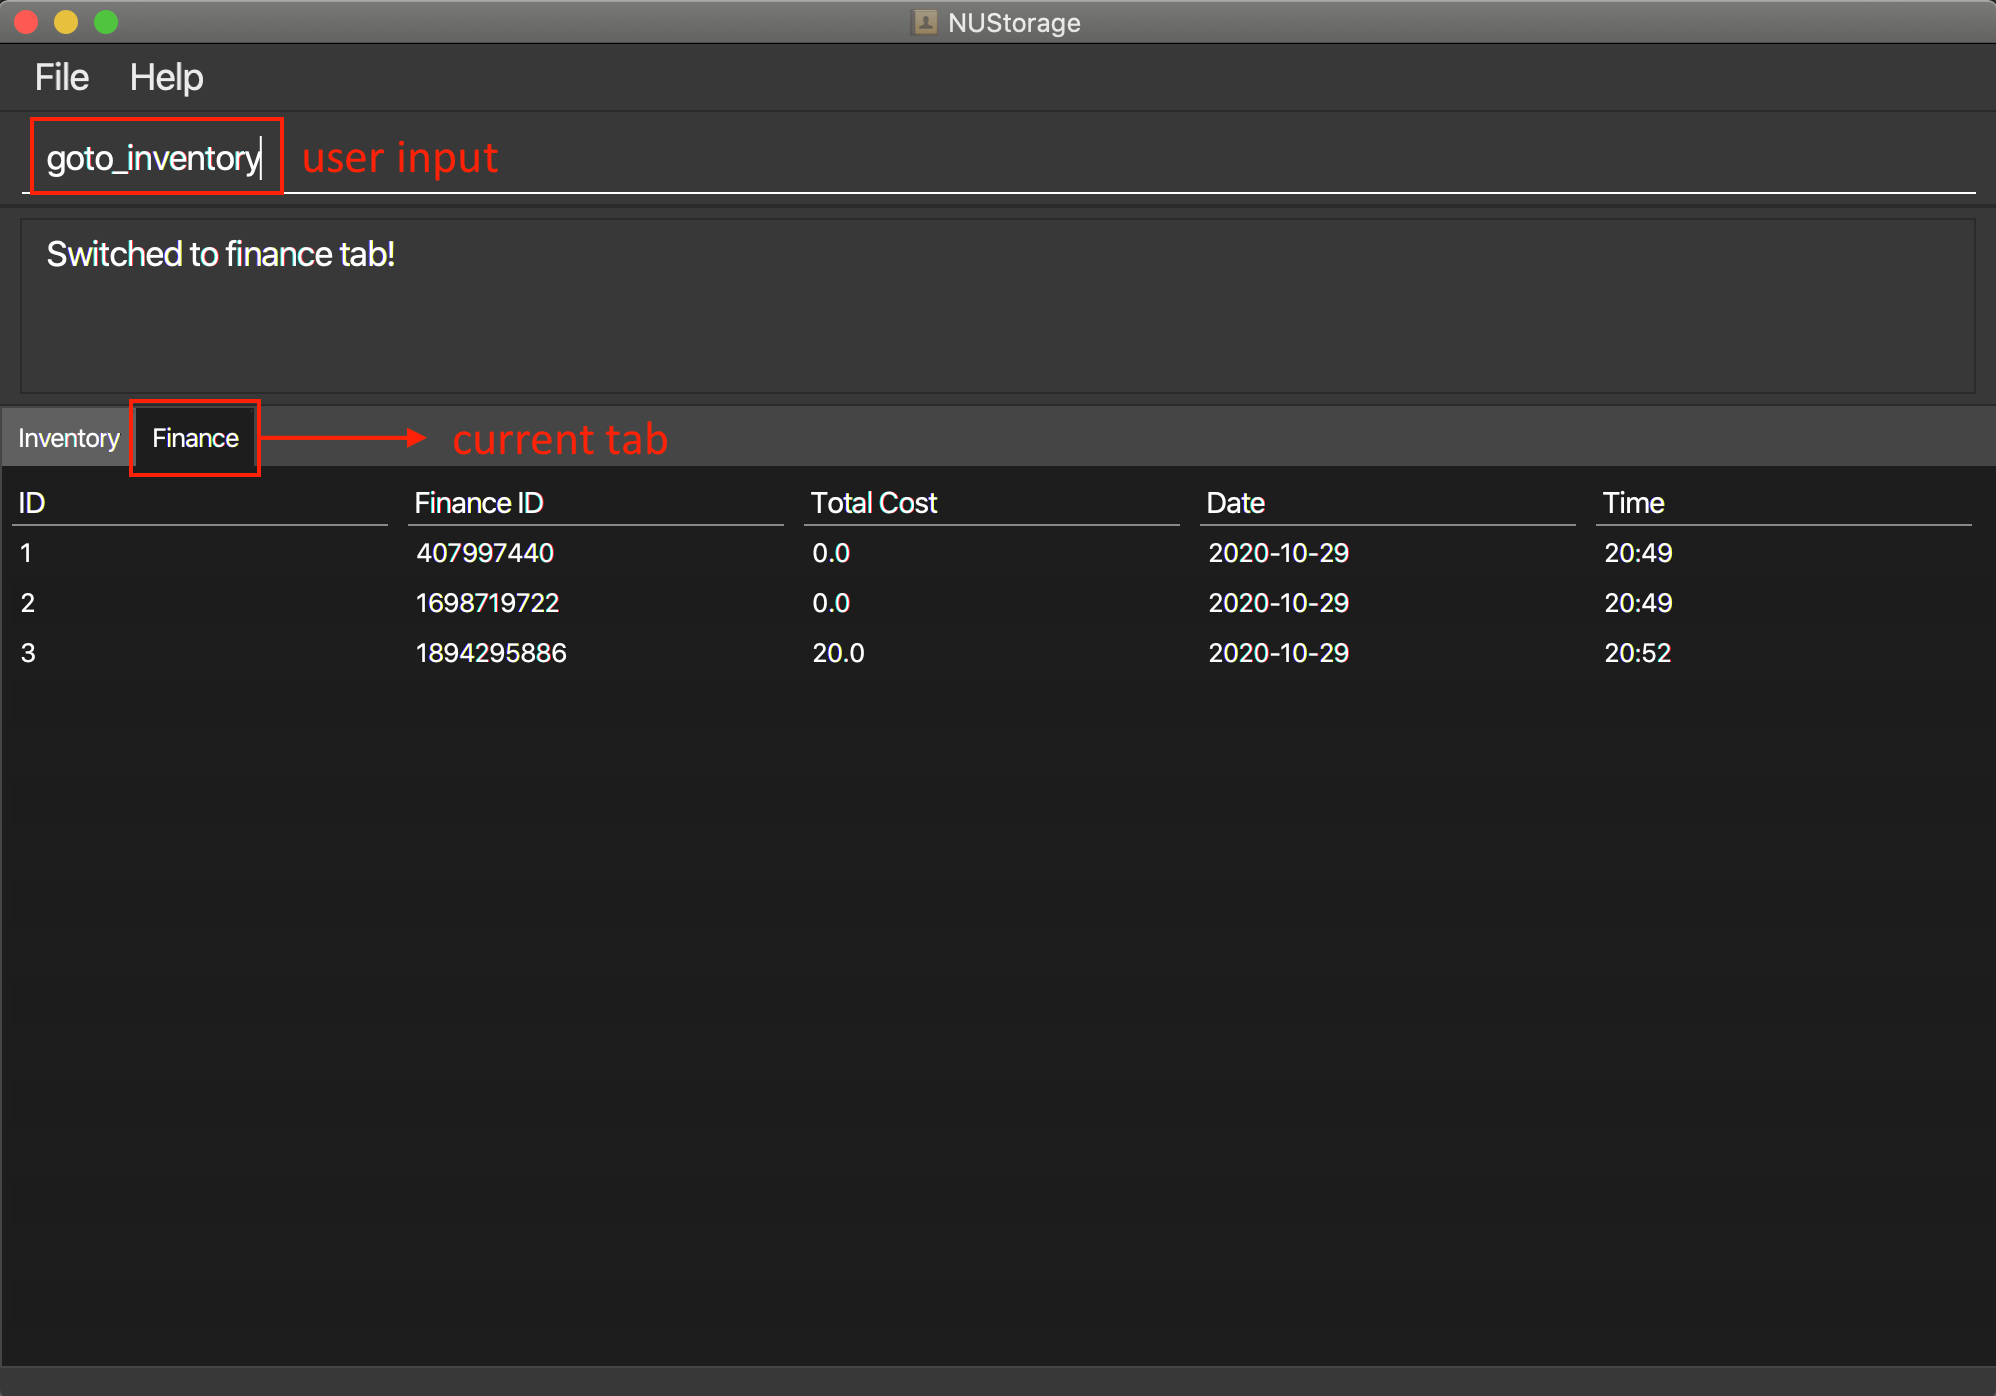 NUStorage
File Help
goto_inventory user input
Switched to finance tab!
Inventory Finance current tab
ID Finance ID Total Cost Date Time
1 407997440 0.0 2020-10-29 20:49
2 1698719722 0.0 2020-10-29 20:49
3 1894295886 20.0 2020-10-29 20:52